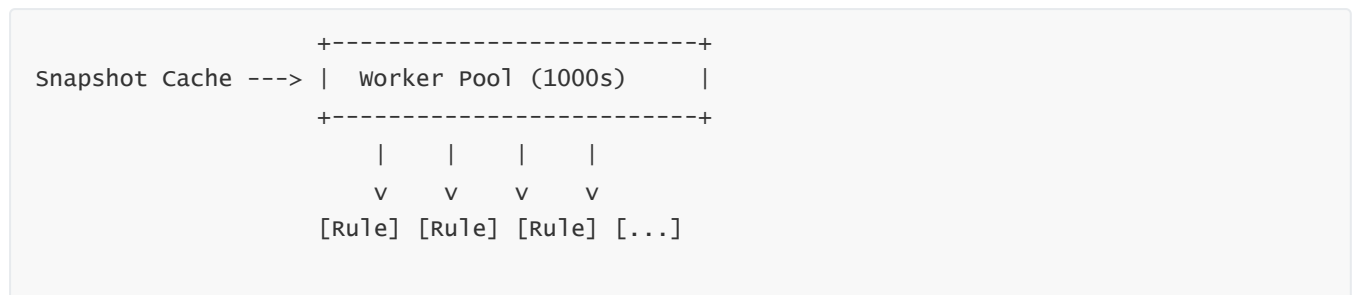 +---------------------------+
Snapshot Cache ---> |  Worker Pool (1000s)      |
                    +---------------------------+
                        |    |    |    |
                        v    v    v    v
                    [Rule] [Rule] [Rule] [...]